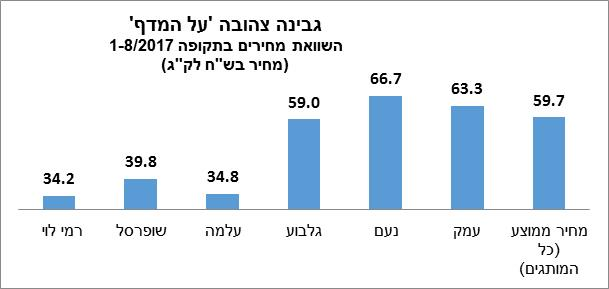 גבינה צהובה 'על המדף'
השוואת מחירים בתקופה 1-8/2017
(מחיר בש"ח לק"ג)
34.2 39.8 34.8 59.0 66.7 63.3 59.7
רמי לוי שופרסל עלמה גלבוע נעם עמק מחיר ממוצע
(כל
המותגים)